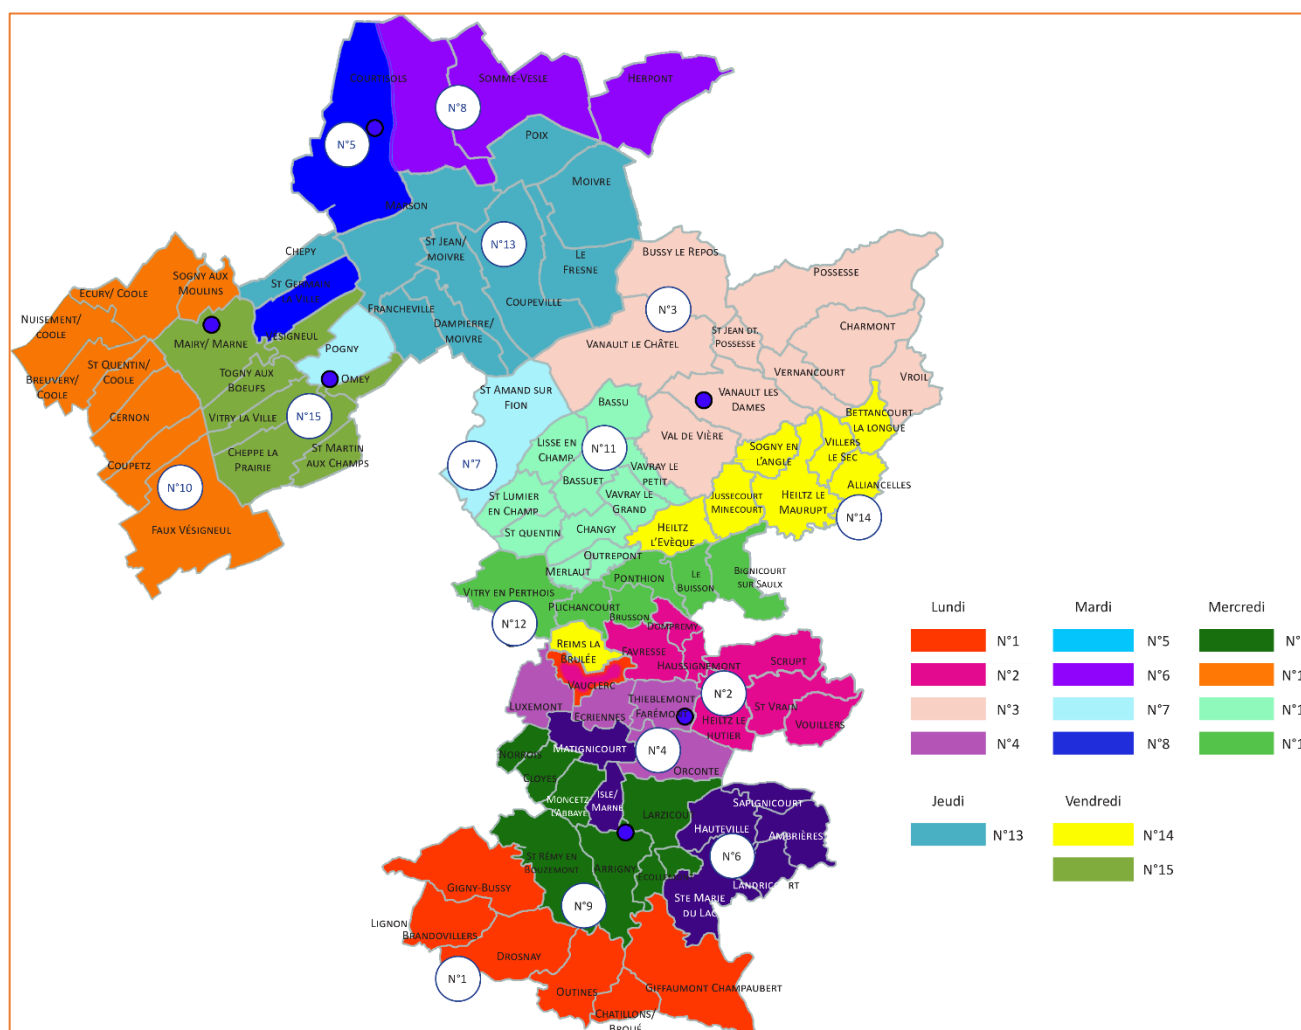 Somme-Vesle
Herpont
N°8
N°5
Poix
Moivre
St Jean/
Moivre
N°13
Chepy
Bussy le Repos
Le
Fresne
Possesse
Sogny aux
Moulins
Ecury/ Coole
Coupeville
Francheville
N°3
Dampierre/
Moivre
Nuisement/
Coole
Mairy/ Marne
Pogny
Vanault le Châtel
St Jean dt.
Possesse
Charmont
St Quentin/
Coole
Breuvery/
Coole
Togny aux
Boeufs
Omey
Vernancourt
Vroil
St Amand sur
Fion
Bassu
Vanault les
Dames
Cernon
Vitry la Ville
N°15
Bettancourt
la longue
Val de Vière
Cheppe la
Prairie
St Martin
aux Champs
Lisse en
Champ
N°11
Sogny en
l'angle
Villers
le Sec
Coupetz
N°7
Bassuet
Vavray le
Petit
N°10
Alliancelles
St Lumier
en Champ
Vavray le
Grand
Jussecourt
Minecourt
Heiltz le
Maurupt
N°14
Faux Vésigneul
St Quentin
Changy
Heiltz
l'Evèque
Outrepont
Merlaut
Ponthion
Le
Buisson
Bignicourt
sur Saulx
Vitry en Perthois
Plichancourt
Brusson
N°12
Dompremy
Reims la
Brulée
Favresse
Haussignemont
Scrupt
Vauclerc
Thieblemont
Farémont
N°2
Luxemont
Ecriennes
St Vrain
Vouillers
Heiltz le
hutier
Matignicourt
N°4
Orconte
Norrois
Cloyes
Moncetz
l'Abbaye
Isle/
Marne
Larzicou
Sapignicourt
Hauteville
Ambrières
N°6
St Rémy en
Bouzemont
Arrigny
Gigny-Bussy
Ste Marie
du Lac
N°9
Lignon
Brandovillers
Drosnay
N°1
Outines
Giffaumont Champaubert
Chatillons/
Broué
Lundi
N°1
N°2
N°3
N°4
Mardi
N°5
N°6
N°7
N°8
Mercredi
N°
N°1
N°1
N°1
Jeudi
N°13
Vendredi
N°14
N°15